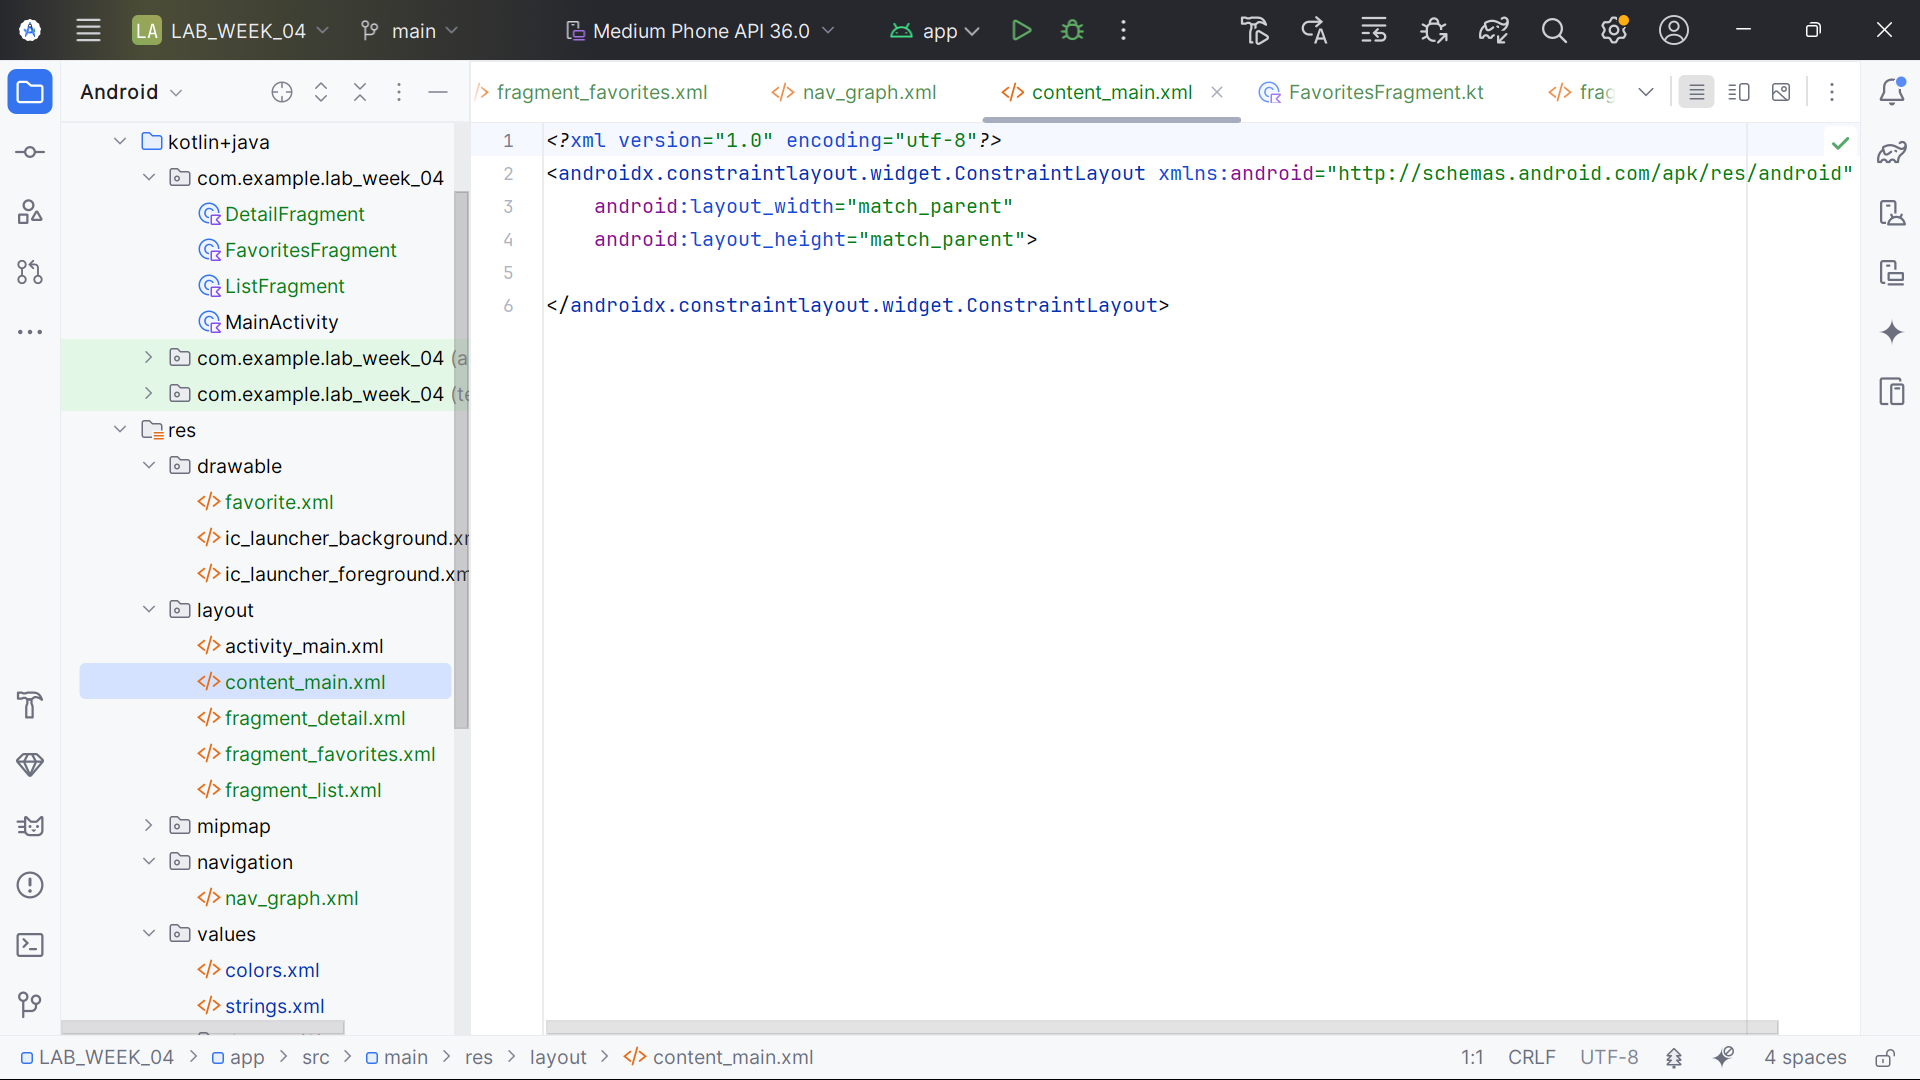 LA LAB_WEEK_04 main Medium Phone API 36.0 app
Android
fragment_favorites.xml nav_graph.xml content_main.xml FavoritesFragment.kt frag
kotlin+java
com.example.lab_week_04
DetailFragment
FavoritesFragment
ListFragment
MainActivity
com.example.lab_week_04 (a
com.example.lab_week_04 (te
res
drawable
favorite.xml
ic_launcher_background.xm
ic_launcher_foreground.xm
layout
activity_main.xml
content_main.xml
fragment_detail.xml
fragment_favorites.xml
fragment_list.xml
mipmap
navigation
nav_graph.xml
values
colors.xml
strings.xml
1 <?xml version="1.0" encoding="utf-8"?>
2 <androidx.constraintlayout.widget.ConstraintLayout xmlns:android="http://schemas.android.com/apk/res/android"
3 android:layout_width="match_parent"
4 android:layout_height="match_parent">
5
6 </androidx.constraintlayout.widget.ConstraintLayout>
LAB_WEEK_04 > app > src > main > res > layout > content_main.xml 1:1 CRLF UTF-8 4 spaces